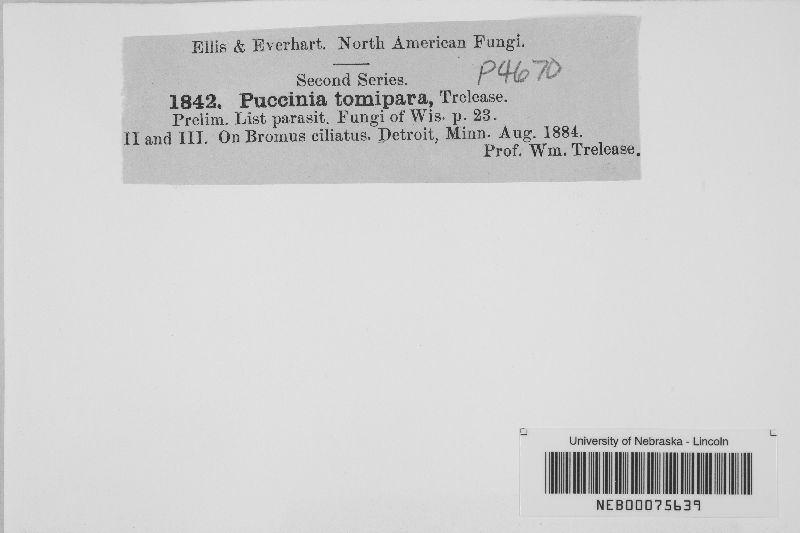 Ellis & Everhart. North American Fungi.
Second Series.
P4670
1842. Puccinia tomipara, Trelease.
Prelim. List parasit. Fungi of Wis. p. 23.
II and III. On Bromus ciliatus. Detroit, Minn. Aug. 1884.
Prof. Wm. Trelease.
University of Nebraska - Lincoln
NEB00075639